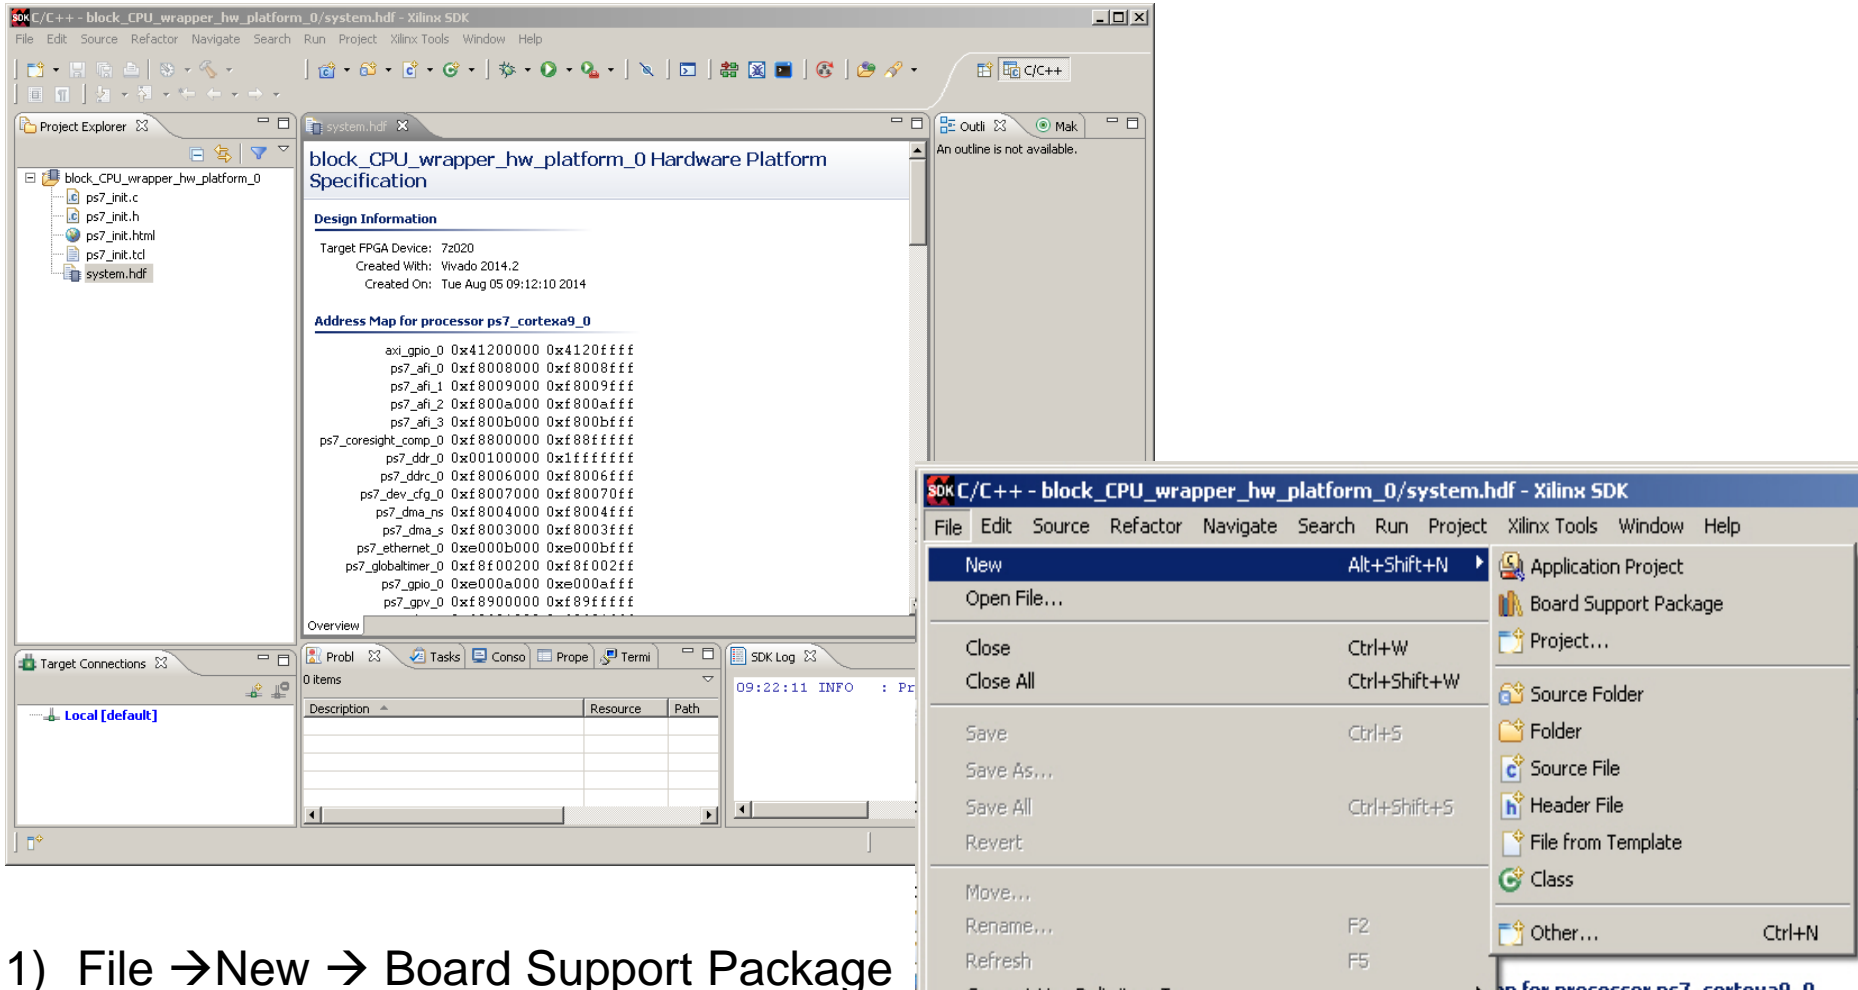 C/C++ - block_CPU_wrapper_hw_platform_0/system.hdf - Xilinx SDK
File Edit Source Refactor Navigate Search Run Project Xilinx Tools Window Help
C/C++
Project Explorer
block_CPU_wrapper_hw_platform_0
ps7_init.c
ps7_init.h
ps7_init.html
ps7_init.tcl
system.hdf
system.hdf
block_CPU_wrapper_hw_platform_0 Hardware Platform
Specification
Design Information
Target FPGA Device: 7z020
Created With: Vivado 2014.2
Created On: Tue Aug 05 09:12:10 2014
Address Map for processor ps7_cortexa9_0
axi_gpio_0 0x41200000 0x4120ffff
ps7_afi_0 0xf8008000 0xf8008fff
ps7_afi_1 0xf8009000 0xf8009fff
ps7_afi_2 0xf800a000 0xf800afff
ps7_afi_3 0xf800b000 0xf800bfff
ps7_coresight_comp_0 0xf8800000 0xf88fffff
ps7_ddr_0 0x00100000 0x1fffffff
ps7_ddrc_0 0xf8006000 0xf8006fff
ps7_dev_cfg_0 0xf8007000 0xf80070ff
ps7_dma_ns 0xf8004000 0xf8004fff
ps7_dma_s 0xf8003000 0xf8003fff
ps7_ethernet_0 0xe000b000 0xe000bfff
ps7_globaltimer_0 0xf8f00200 0xf8f002ff
ps7_gpio_0 0xe000a000 0xe000afff
ps7_gpv_0 0xf8900000 0xf89fffff
Overview
Outli Mak
An outline is not available.
Target Connections
Local [default]
Probl Tasks Conso Prope Termi
0 items
Description Resource Path
SDK Log
09:22:11 INFO : Pr
SDK C/C++ - block_CPU_wrapper_hw_platform_0/system.hdf - Xilinx SDK
File Edit Source Refactor Navigate Search Run Project Xilinx Tools Window Help
New Alt+Shift+N
Open File...
Close Ctrl+W
Close All Ctrl+Shift+W
Save Ctrl+S
Save As...
Save All Ctrl+Shift+S
Revert
Move...
Rename... F2
Refresh F5
Application Project
Board Support Package
Project...
Source Folder
Folder
Source File
Header File
File from Template
Class
Other... Ctrl+N
for processor ps7_cortexa9_0
1) File →New → Board Support Package